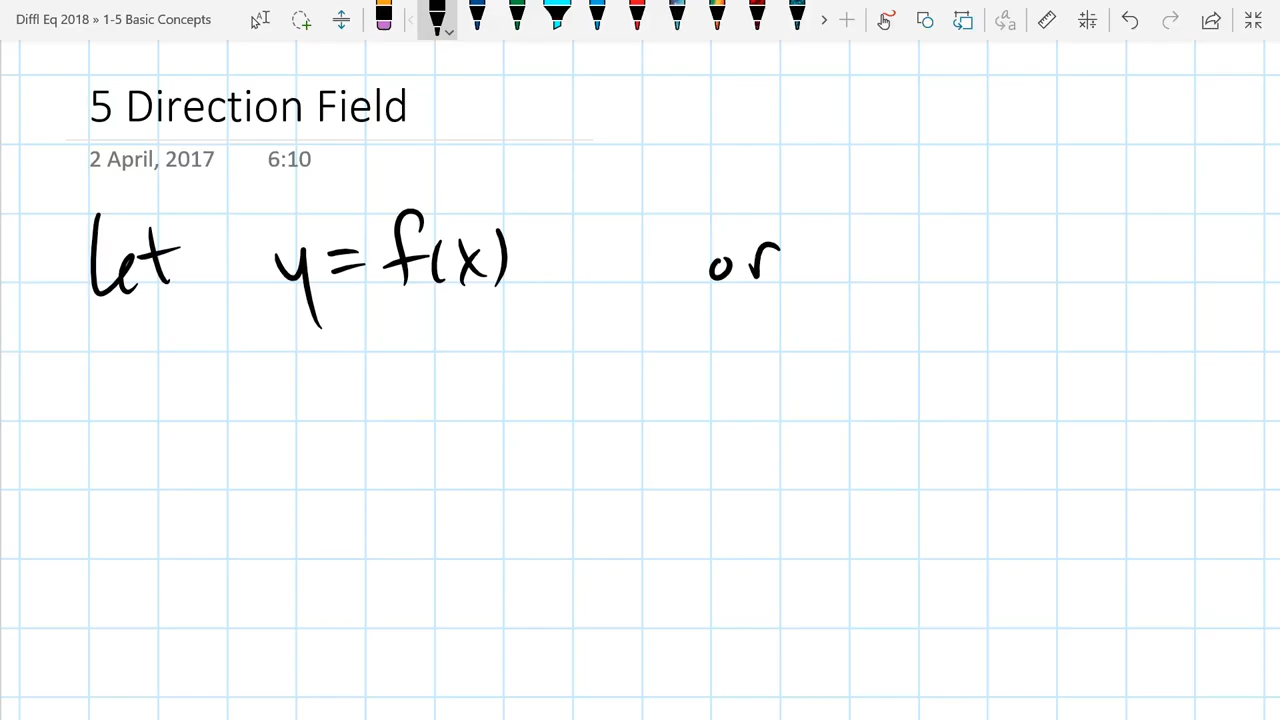 Diffl Eq 2018 » 1-5 Basic Concepts
5 Direction Field
2 April, 2017 6:10
let y = f(x) or